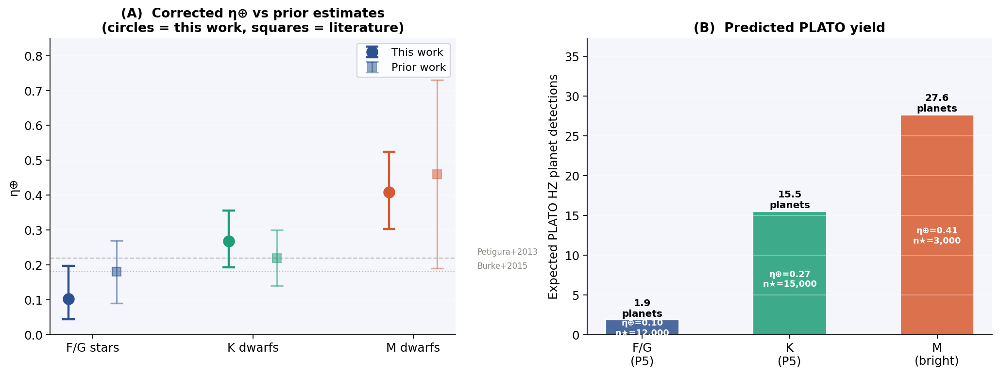 (A)  Corrected η⊕ vs prior estimates
(circles = this work, squares = literature)
This work
Prior work
η⊕
0.8
0.7
0.6
0.5
0.4
0.3
0.2
0.1
0.0
F/G stars
K dwarfs
M dwarfs
Petigura+2013
Burke+2015
(B)  Predicted PLATO yield
Expected PLATO HZ planet detections
35
30
25
20
15
10
5
0
1.9
planets
η⊕=0.10
n★=12,000
15.5
planets
η⊕=0.27
n★=15,000
27.6
planets
η⊕=0.41
n★=3,000
F/G
(P5)
K
(P5)
M
(bright)